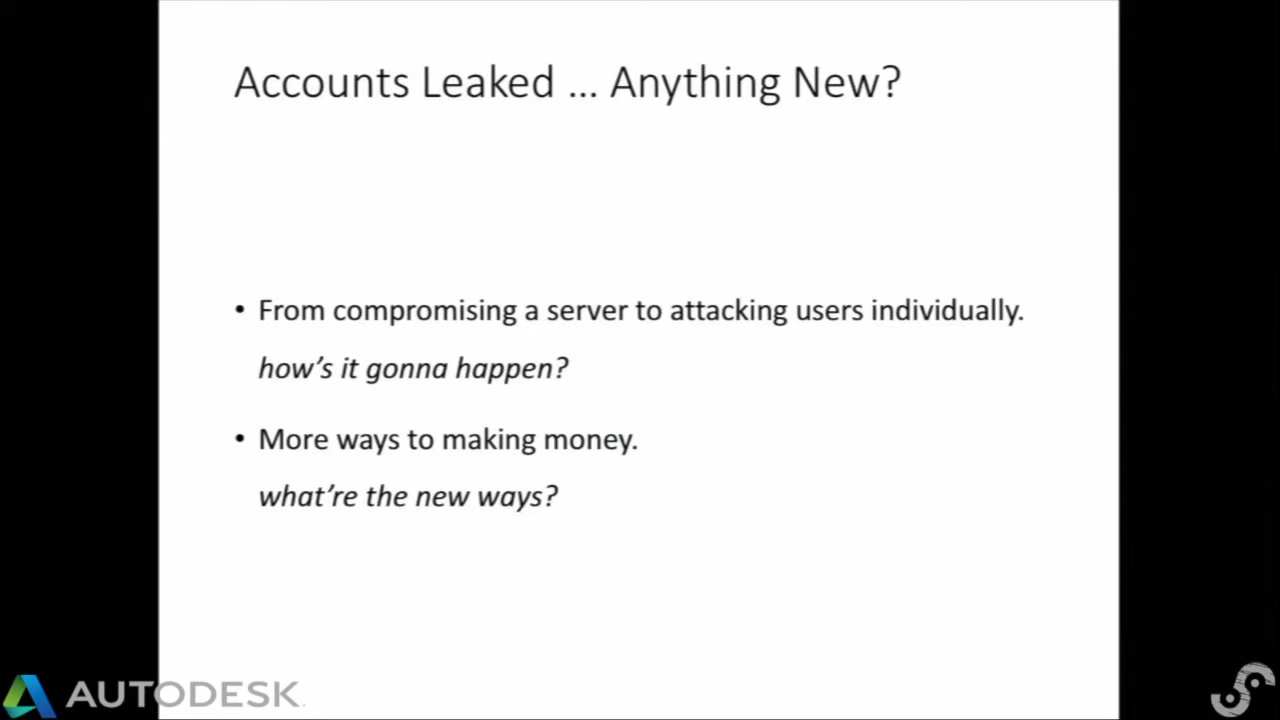 Accounts Leaked ... Anything New?
• From compromising a server to attacking users individually.
how's it gonna happen?
• More ways to making money.
what're the new ways?
AUTODESK.